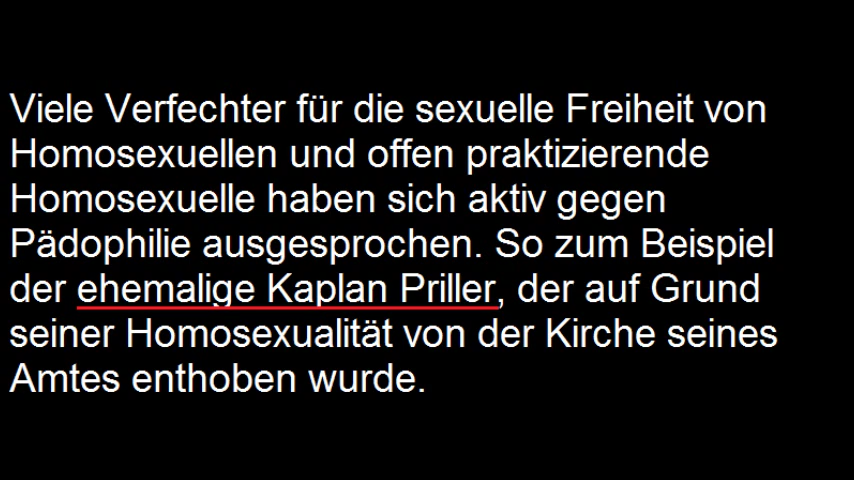 Viele Verfechter für die sexuelle Freiheit von
Homosexuellen und offen praktizierende
Homosexuelle haben sich aktiv gegen
Pädophilie ausgesprochen. So zum Beispiel
der ehemalige Kaplan Priller, der auf Grund
seiner Homosexualität von der Kirche seines
Amtes enthoben wurde.